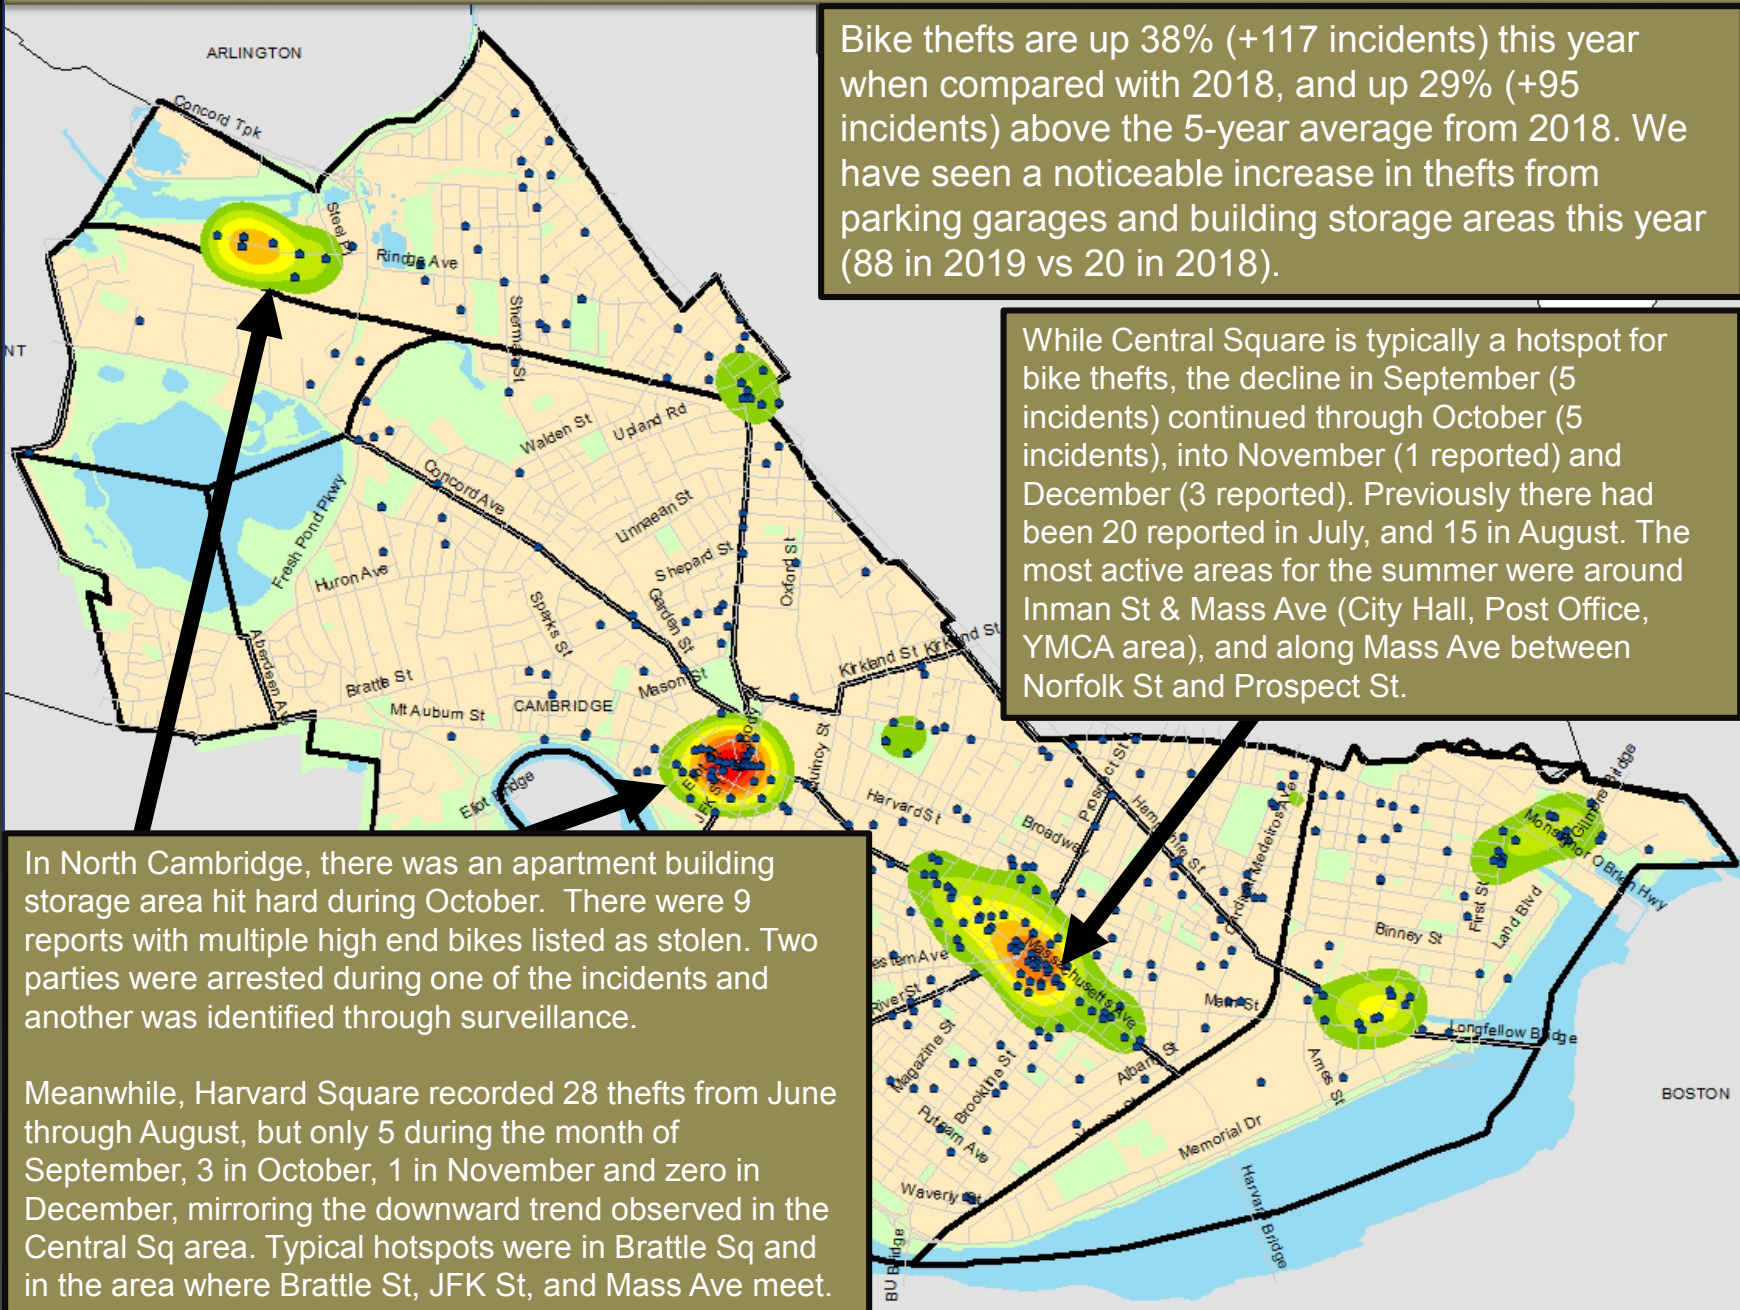 ARLINGTON
Concord Tpk
Bike thefts are up 38% (+117 incidents) this year
when compared with 2018, and up 29% (+95
incidents) above the 5-year average from 2018. We
have seen a noticeable increase in thefts from
parking garages and building storage areas this year
(88 in 2019 vs 20 in 2018).
Rindge Ave
NT
While Central Square is typically a hotspot for
bike thefts, the decline in September (5
incidents) continued through October (5
incidents), into November (1 reported) and
December (3 reported). Previously there had
been 20 reported in July, and 15 in August. The
most active areas for the summer were around
Inman St & Mass Ave (City Hall, Post Office,
YMCA area), and along Mass Ave between
Norfolk St and Prospect St.
Walden St
Upland Rd
Concord Ave
Linnaean St
Fresh Pond Pkwy
Shepard St
Oxford St
Huron Ave
Sparks St
Garden St
Kirkland St
Brattle St
Mason St
Mt Auburn St
CAMBRIDGE
Quincy St
Prospect St
Harvard St
Broadway
In North Cambridge, there was an apartment building
storage area hit hard during October. There were 9
reports with multiple high end bikes listed as stolen. Two
parties were arrested during one of the incidents and
another was identified through surveillance.
Meanwhile, Harvard Square recorded 28 thefts from June
through August, but only 5 during the month of
September, 3 in October, 1 in November and zero in
December, mirroring the downward trend observed in the
Central Sq area. Typical hotspots were in Brattle Sq and
in the area where Brattle St, JFK St, and Mass Ave meet.
Monsignor O Brien Hwy
First St
Land Blvd
Binney St
Massachusetts Ave
River St
Main St
Longfellow Bridge
Magazine St
Brookline St
Albany St
Ames St
BOSTON
Putnam Ave
Memorial Dr
Waverly St
Harvard Bridge
BU Bridge